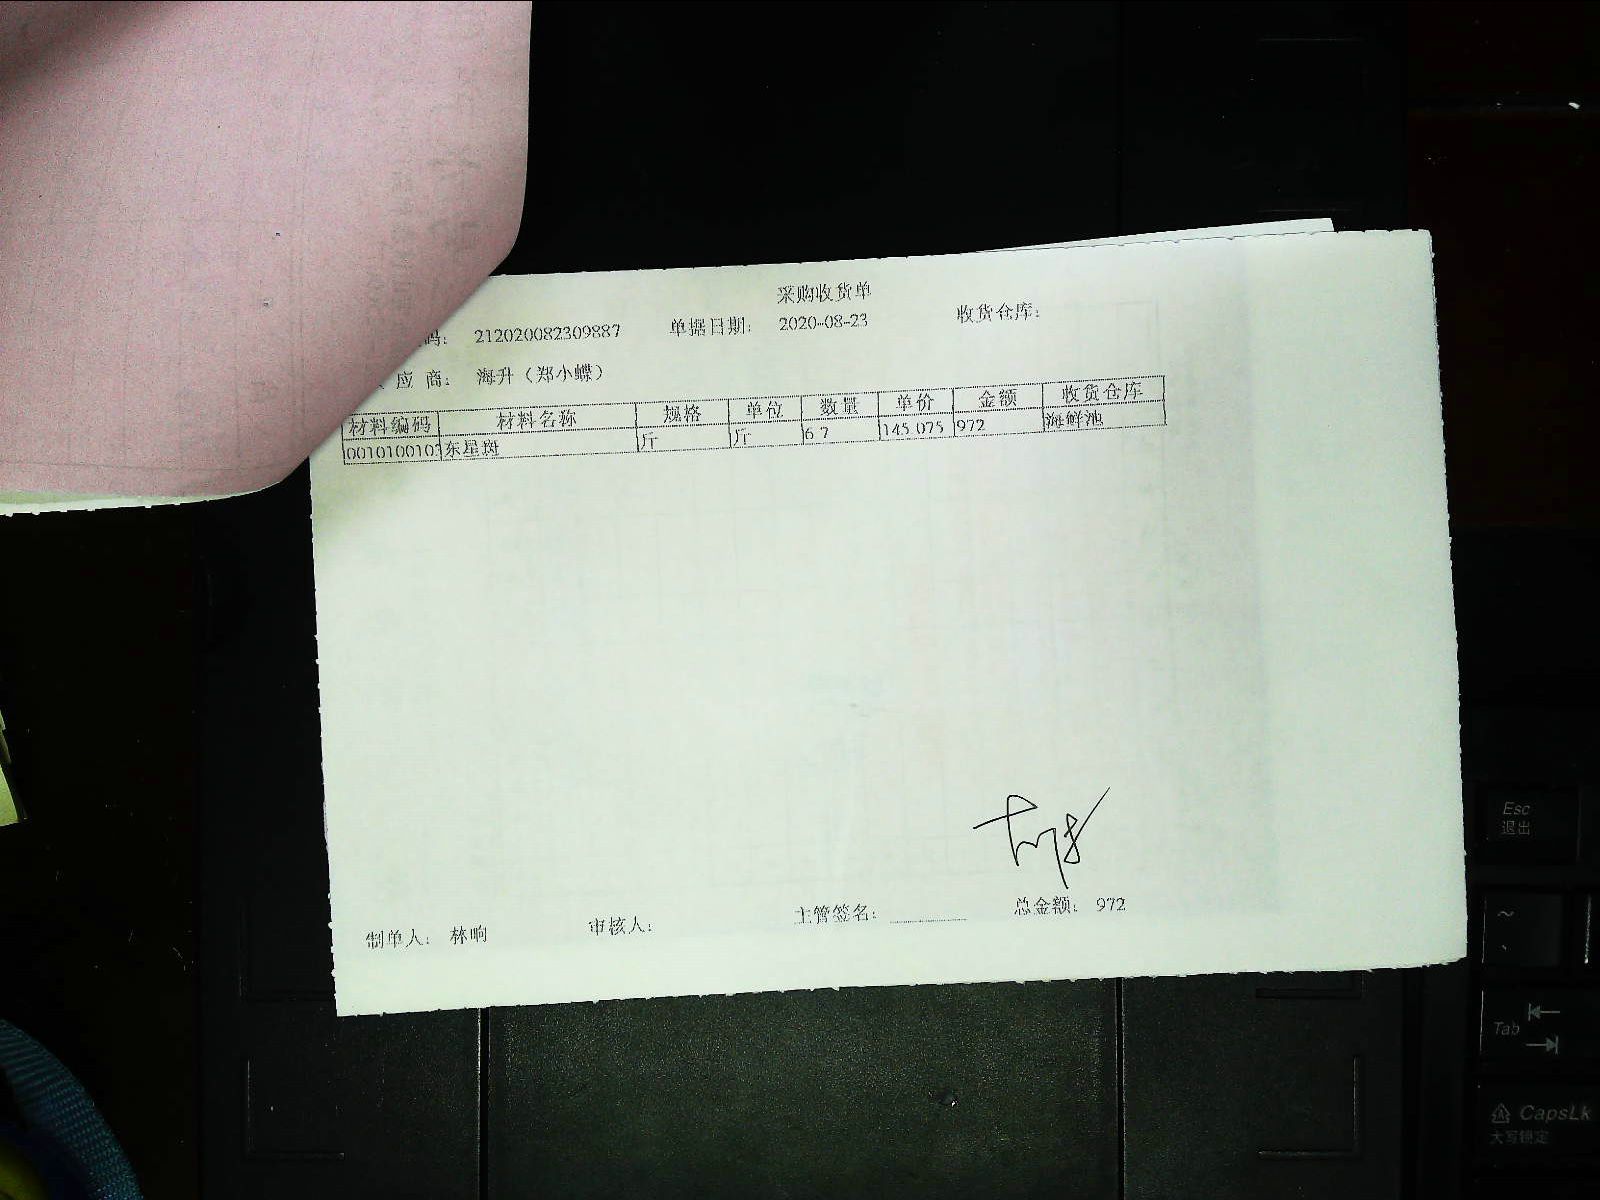 采购收货单
码： 212020082309887 单据日期： 2020-08-23 收货仓库：
应 商： 海升（郑小蝶）
材料编码 材料名称 规格 单位 数量 单价 金额 收货仓库
0010100103 东星斑 斤 斤 6.7 145.075 972 海鲜池
制单人： 林响 审核人： 主管签名： 总金额： 972
Esc
退出
~
Tab
CapsLk
大写锁定